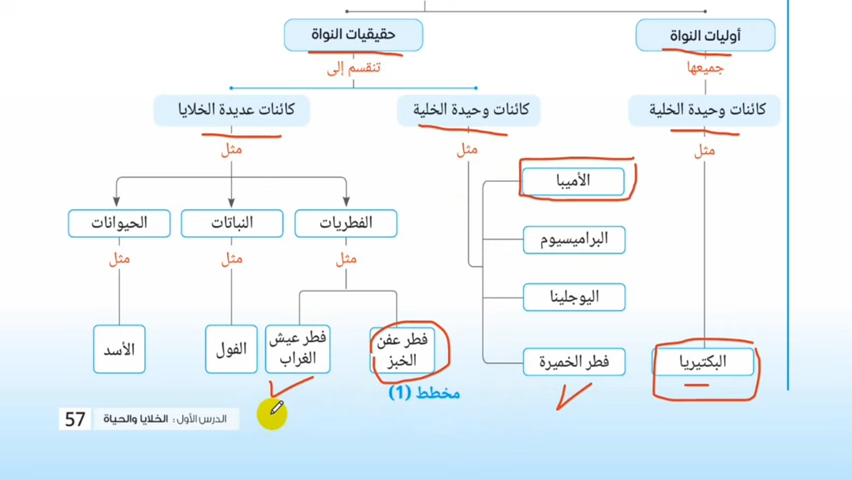 أوليات النواة
حقيقيات النواة
جميعها
تنقسم إلى
كائنات وحيدة الخلية
كائنات وحيدة الخلية
كائنات عديدة الخلايا
مثل
مثل
مثل
الأميبا
البراميسيوم
اليوجلينا
فطر الخميرة
البكتيريا
الفطريات
النباتات
الحيوانات
مثل
مثل
مثل
فطر عفن
الخبز
فطر عيش
الغراب
الفول
الأسد
مخطط (1)
الدرس الأول: الخلايا والحياة
57